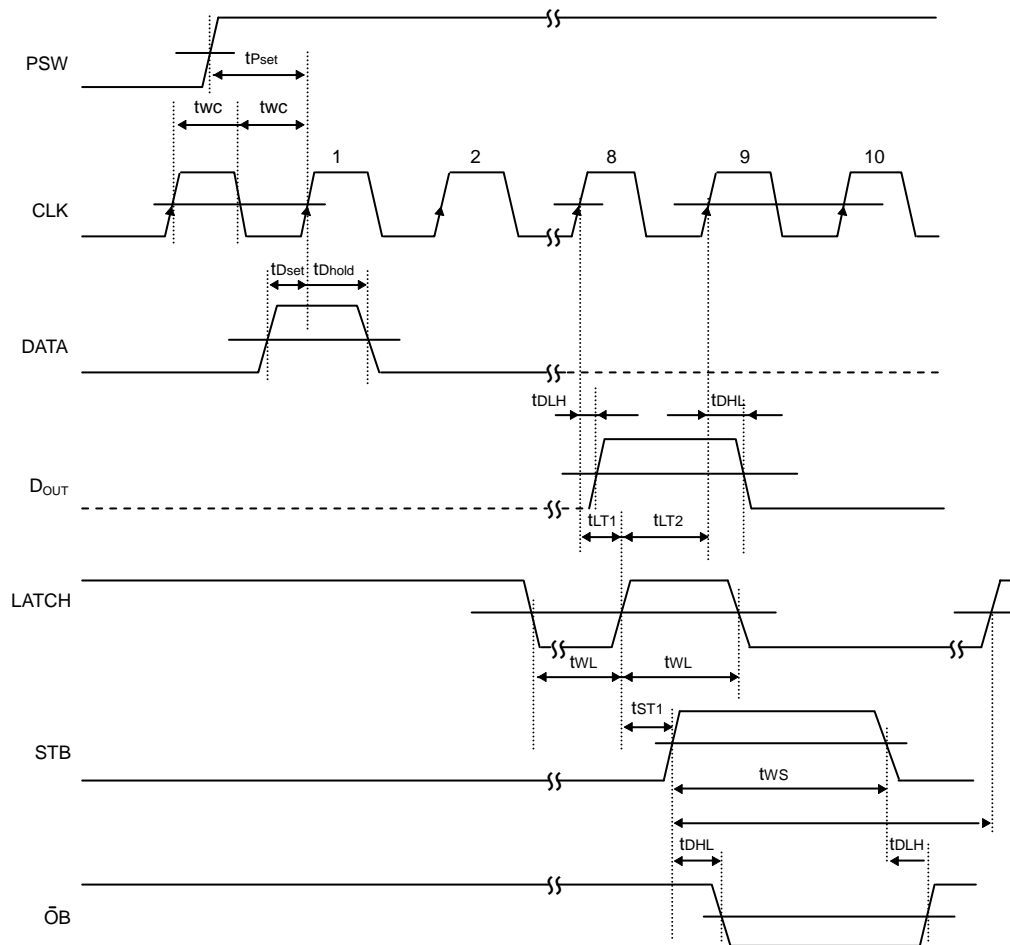 PSW
tPset
twc twc
1 2 8 9 10
CLK
tDset tDhold
DATA
tDLH tDHL
DOUT
tLT1 tLT2
LATCH
tWL tWL
tST1
STB
tWS
tDHL tDLH
ŌB